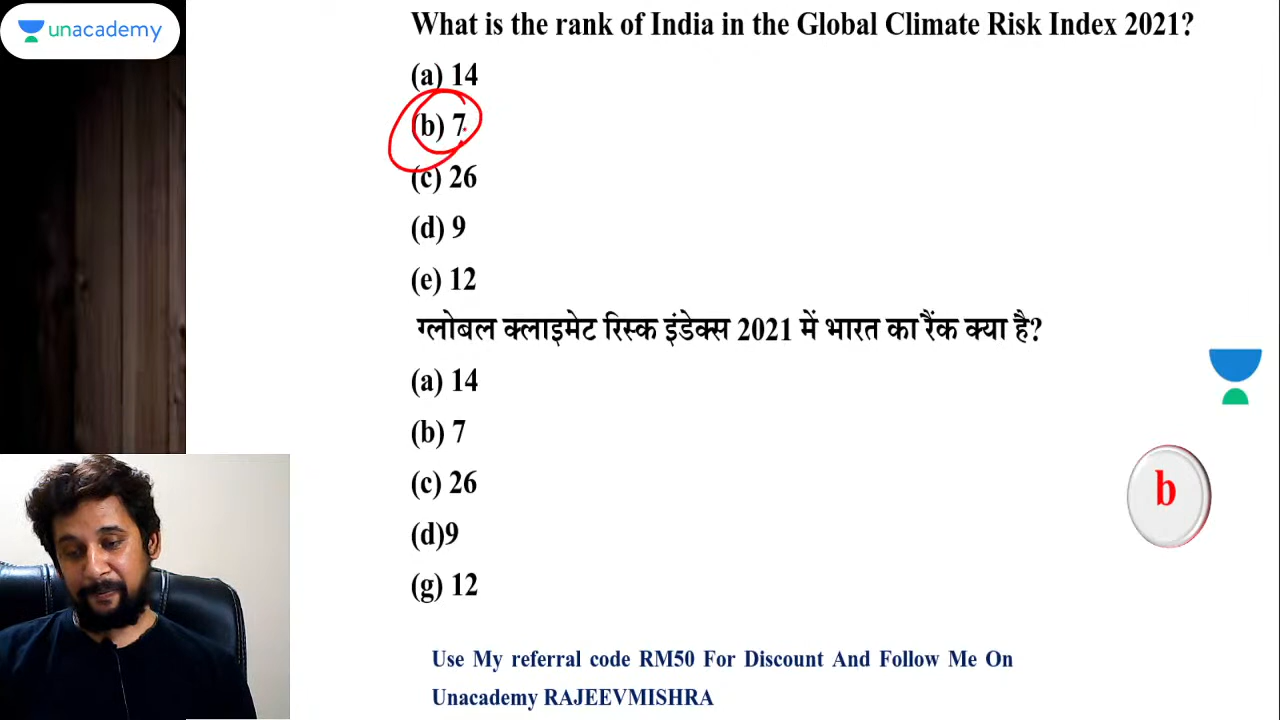 unacademy
What is the rank of India in the Global Climate Risk Index 2021?
(a) 14
(b) 7
(c) 26
(d) 9
(e) 12
ग्लोबल क्लाइमेट रिस्क इंडेक्स 2021 में भारत का रैंक क्या है?
(a) 14
(b) 7
(c) 26
(d)9
(g) 12
b
Use My referral code RM50 For Discount And Follow Me On
Unacademy RAJEEVMISHRA